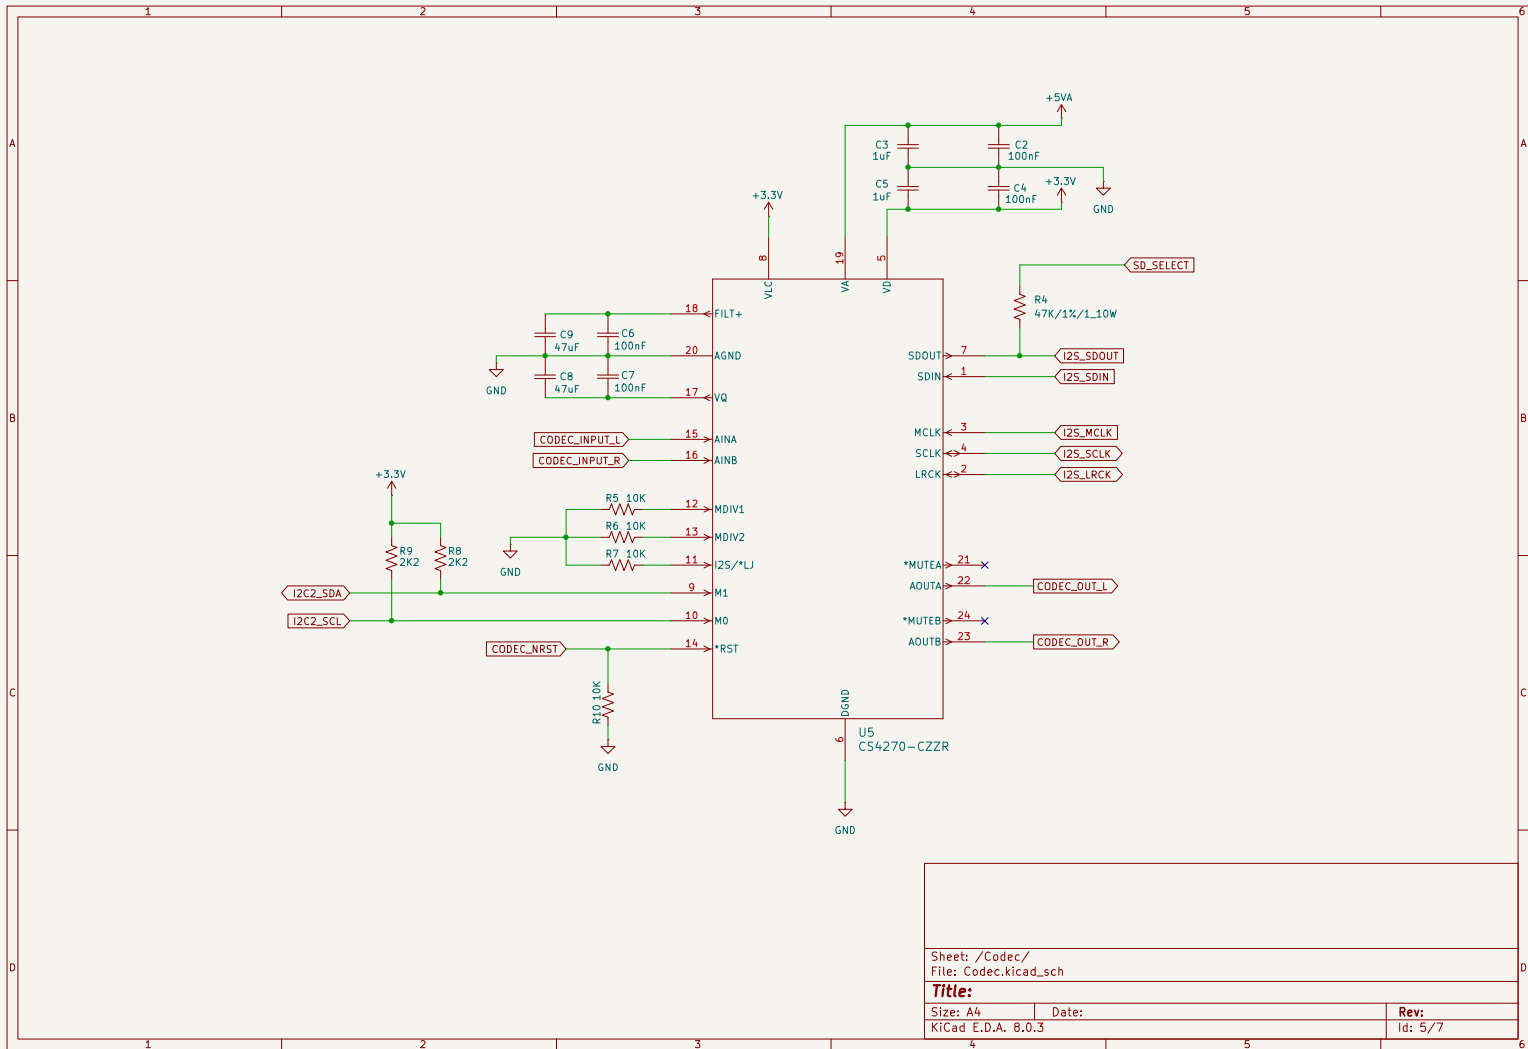 1 2 3 4 5 6
A A
B B
C C
D D
1 2 3 4 5 6
+5VA
C3
1uF
C2
100nF
C5
1uF
C4
100nF
+3.3V
GND
+3.3V
8
VLC
19
VA
5
VD
SD_SELECT
R4
47K/1%/1_10W
18 FILT+
C9
47uF
C6
100nF
20 AGND
GND
C8
47uF
C7
100nF
17 VQ
CODEC_INPUT_L 15 AINA
CODEC_INPUT_R 16 AINB
SDOUT 7 I2S_SDOUT
SDIN 1 I2S_SDIN
MCLK 3 I2S_MCLK
SCLK 4 I2S_SCLK
LRCK 2 I2S_LRCK
+3.3V
R5 10K 12 MDIV1
R6 10K 13 MDIV2
R7 10K 11 I2S/*LJ
GND
R9
2K2
R8
2K2
I2C2_SDA 9 M1
I2C2_SCL 10 M0
CODEC_NRST 14 *RST
*MUTEA 21
AOUTA 22 CODEC_OUT_L
*MUTEB 24
AOUTB 23 CODEC_OUT_R
R10 10K
GND
DGND
6
U5
CS4270-CZZR
GND
Sheet: /Codec/
File: Codec.kicad_sch
Title:
Size: A4 Date: Rev:
KiCad E.D.A. 8.0.3 Id: 5/7